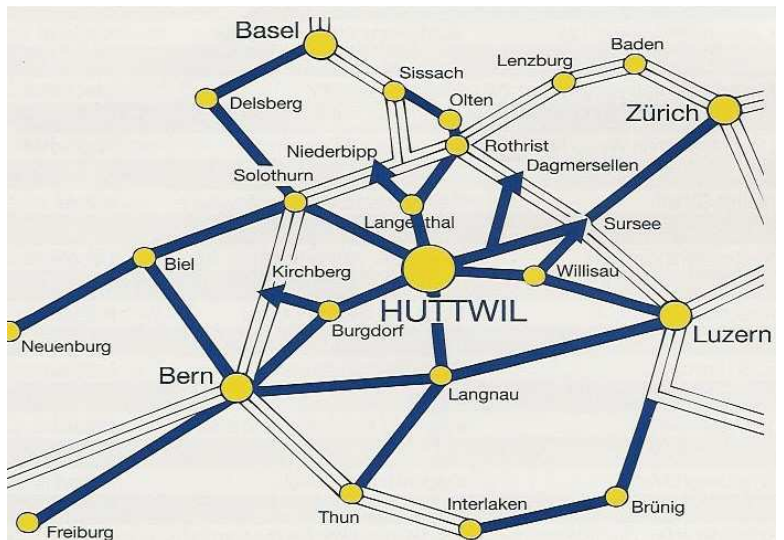 Basel
Sissach
Lenzburg
Baden
Delsberg
Olten
Zürich
Niederbipp
Rothrist
Dagmersellen
Solothurn
Langenthal
Sursee
Biel
Kirchberg
Willisau
HUTTWIL
Burgdorf
Neuenburg
Luzern
Bern
Langnau
Thun
Interlaken
Brünig
Freiburg